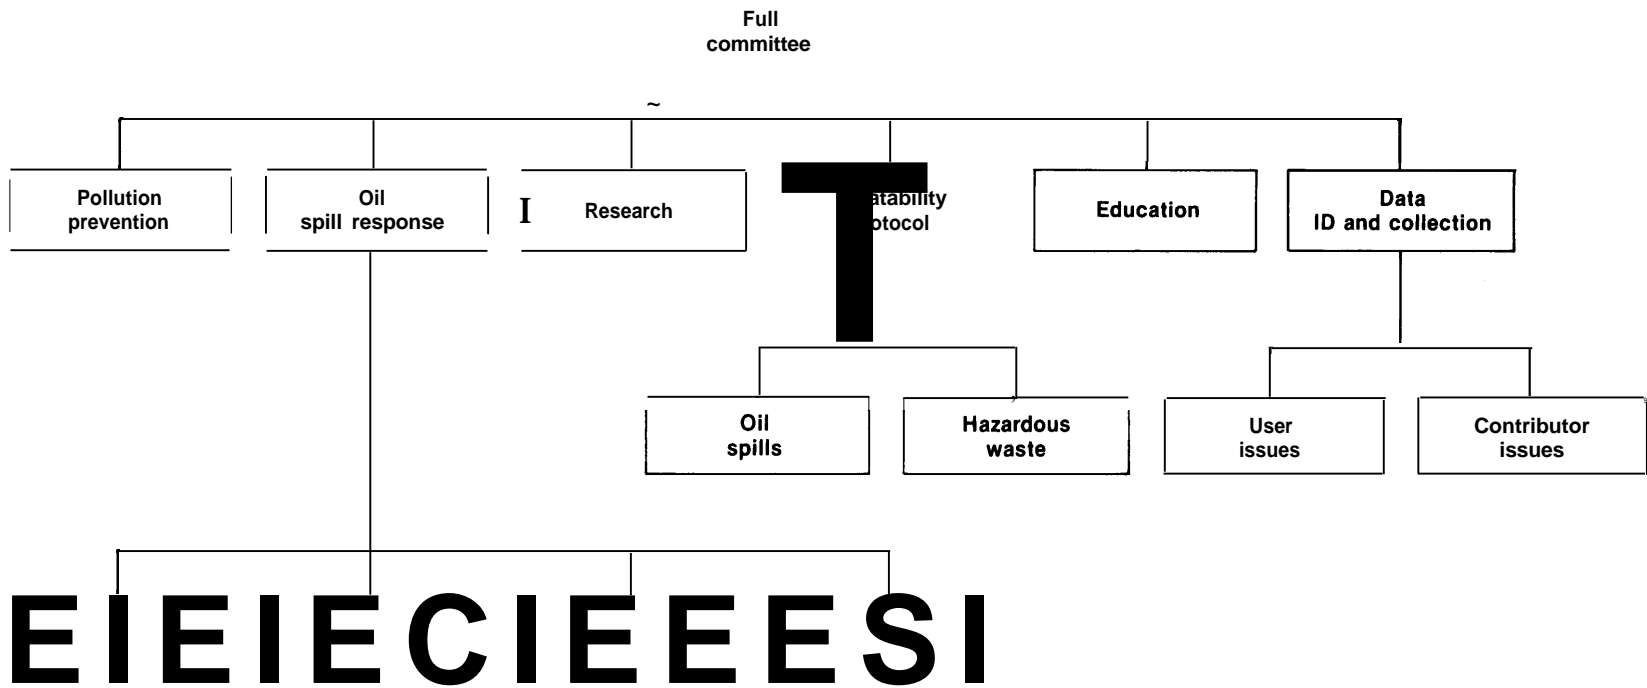 Full
committee
~
Pollution
prevention
Oil
spill response
I
Research
T
atability
otocol
Education
Data
ID and collection
Oil
spills
Hazardous
waste
User
issues
Contributor
issues
EIEIECIEEESI